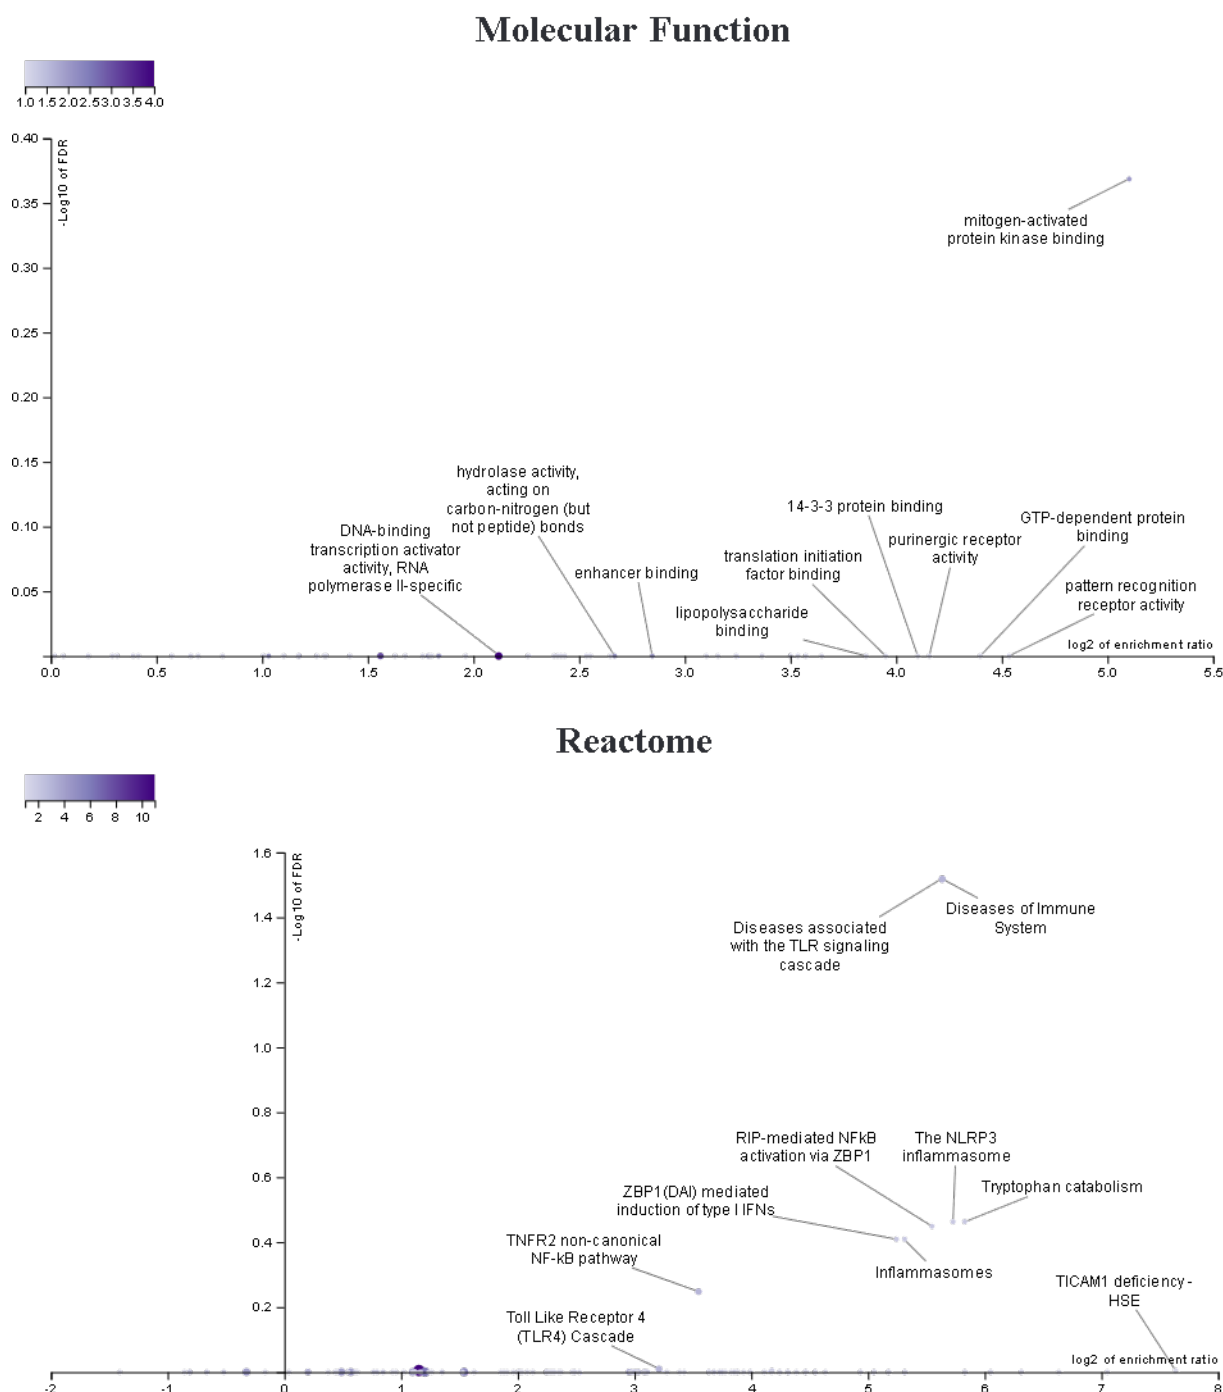 Molecular Function
1.0 1.5 2.0 2.5 3.0 3.5 4.0
0.40
0.35
0.30
0.25
0.20
0.15
0.10
0.05
-Log10 of FDR
mitogen-activated
protein kinase binding
hydrolase activity,
acting on
carbon-nitrogen (but
not peptide) bonds
DNA-binding
transcription activator
activity, RNA
polymerase II-specific
enhancer binding
14-3-3 protein binding
GTP-dependent protein
binding
purinergic receptor
activity
translation initiation
factor binding
pattern recognition
receptor activity
lipopolysaccharide
binding
log2 of enrichment ratio
0.0 0.5 1.0 1.5 2.0 2.5 3.0 3.5 4.0 4.5 5.0 5.5
Reactome
2 4 6 8 10
1.6
1.4
1.2
1.0
0.8
0.6
0.4
0.2
-Log10 of FDR
Diseases associated
with the TLR signaling
cascade
Diseases of Immune
System
RIP-mediated NFkB
activation via ZBP1
The NLRP3
inflammasome
Tryptophan catabolism
ZBP1(DAI) mediated
induction of type I IFNs
TNFR2 non-canonical
NF-kB pathway
Inflammasomes
TICAM1 deficiency -
HSE
Toll Like Receptor 4
(TLR4) Cascade
log2 of enrichment ratio
-2 -1 0 1 2 3 4 5 6 7 8